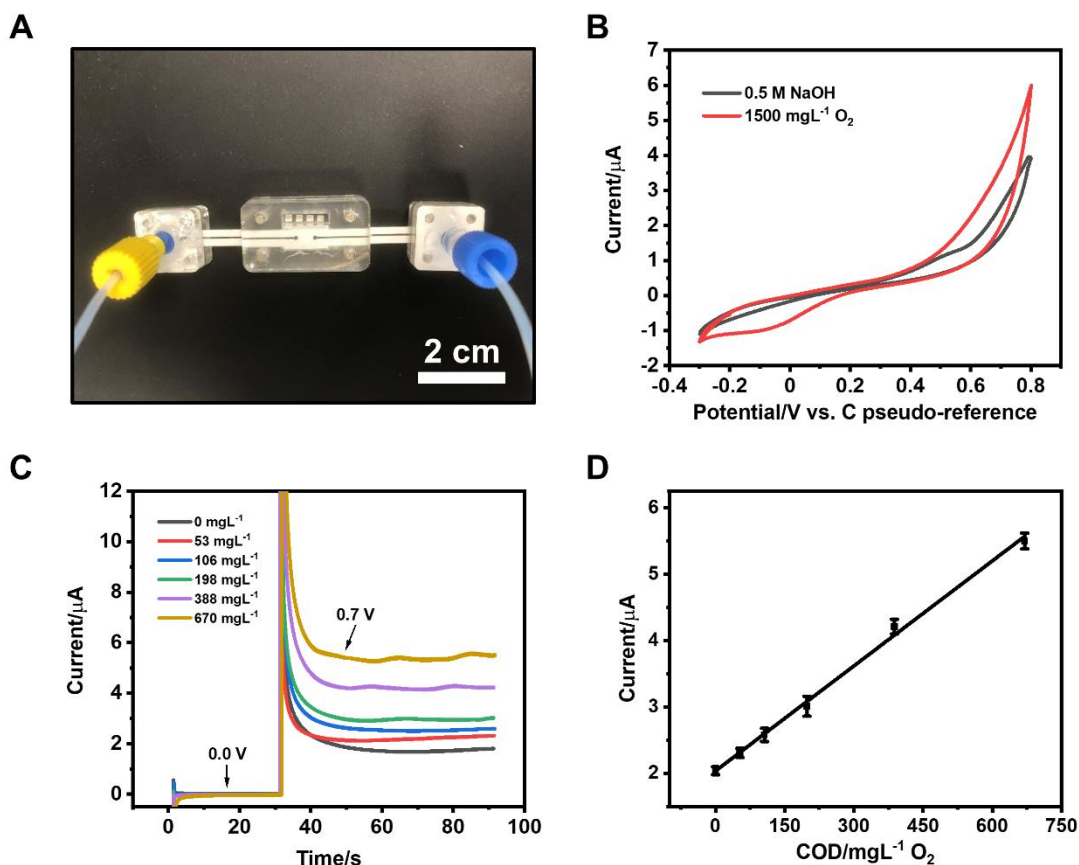 A
2 cm
B
7
6
5
4
3
2
1
0
-1
-2
Current/μA
0.5 M NaOH
1500 mgL⁻¹ O₂
-0.4
-0.2
0
0.2
0.4
0.6
0.8
Potential/V vs. C pseudo-reference
C
12
10
8
6
4
2
0
Current/μA
0 mgL⁻¹
53 mgL⁻¹
106 mgL⁻¹
198 mgL⁻¹
388 mgL⁻¹
670 mgL⁻¹
0.7 V
0.0 V
0
20
40
60
80
100
Time/s
D
6
5
4
3
2
Current/μA
0
150
300
450
600
750
COD/mgL⁻¹ O₂